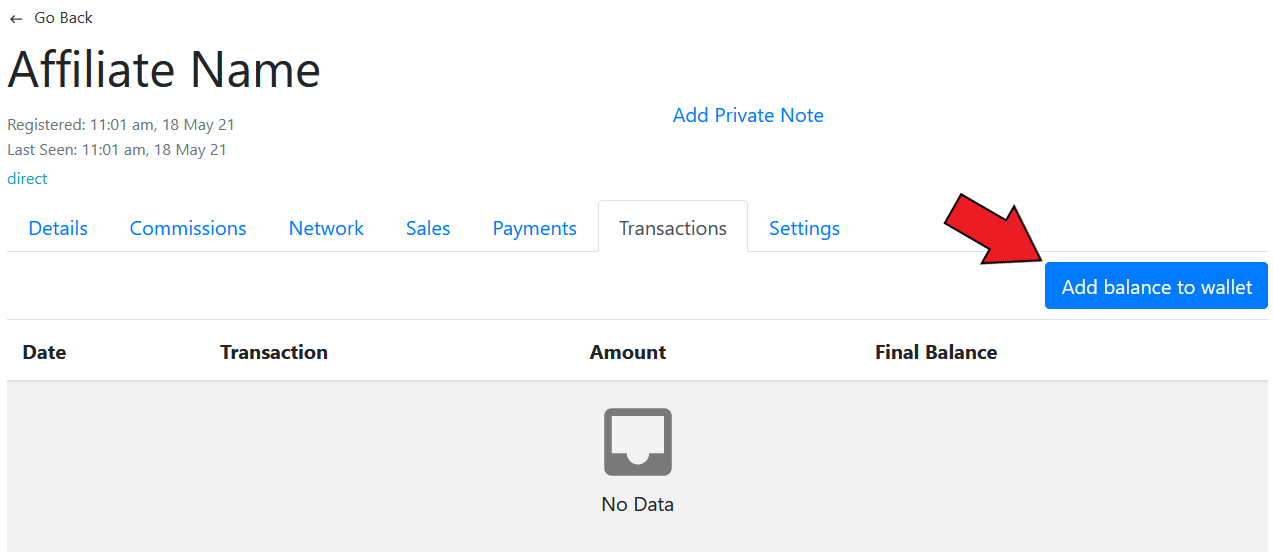 ← Go Back
Affiliate Name
Add Private Note
Registered: 11:01 am, 18 May 21
Last Seen: 11:01 am, 18 May 21
direct
Details Commissions Network Sales Payments Transactions Settings
Add balance to wallet
Date Transaction Amount Final Balance
No Data